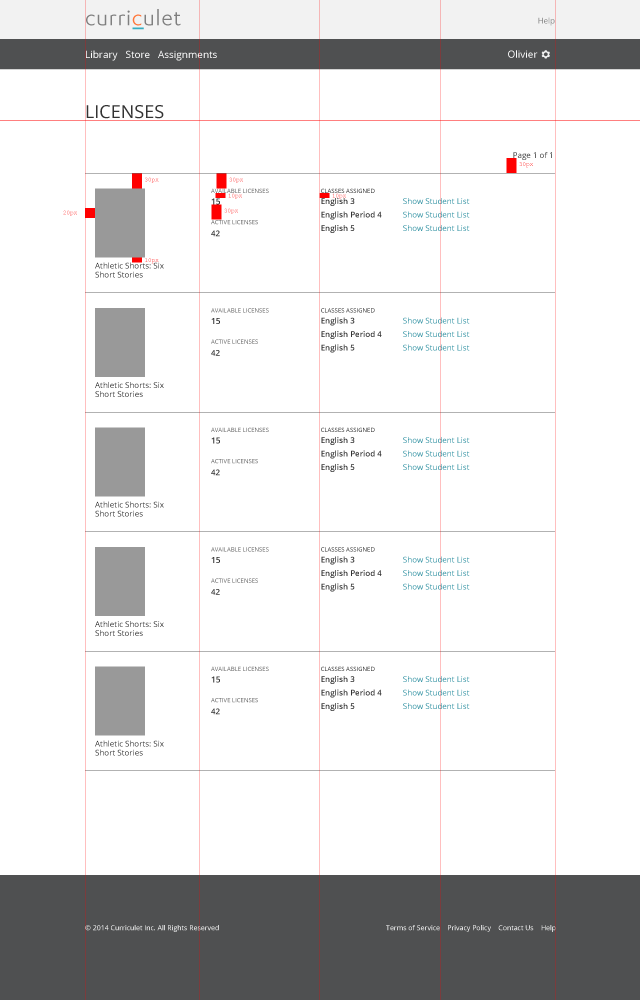 curriculet
Help
Library Store Assignments Olivier
LICENSES
Page 1 of 1
30px
30px 30px
AVAILABLE LICENSES CLASSES ASSIGNED
10px
15 English 3 Show Student List
20px 30px English Period 4 Show Student List
ACTIVE LICENSES
42 English 5 Show Student List
10px
Athletic Shorts: Six
Short Stories
AVAILABLE LICENSES CLASSES ASSIGNED
15 English 3 Show Student List
English Period 4 Show Student List
ACTIVE LICENSES
42 English 5 Show Student List
Athletic Shorts: Six
Short Stories
AVAILABLE LICENSES CLASSES ASSIGNED
15 English 3 Show Student List
English Period 4 Show Student List
ACTIVE LICENSES
42 English 5 Show Student List
Athletic Shorts: Six
Short Stories
AVAILABLE LICENSES CLASSES ASSIGNED
15 English 3 Show Student List
English Period 4 Show Student List
ACTIVE LICENSES
42 English 5 Show Student List
Athletic Shorts: Six
Short Stories
AVAILABLE LICENSES CLASSES ASSIGNED
15 English 3 Show Student List
English Period 4 Show Student List
ACTIVE LICENSES
42 English 5 Show Student List
Athletic Shorts: Six
Short Stories
© 2014 Curriculet Inc. All Rights Reserved Terms of Service Privacy Policy Contact Us Help